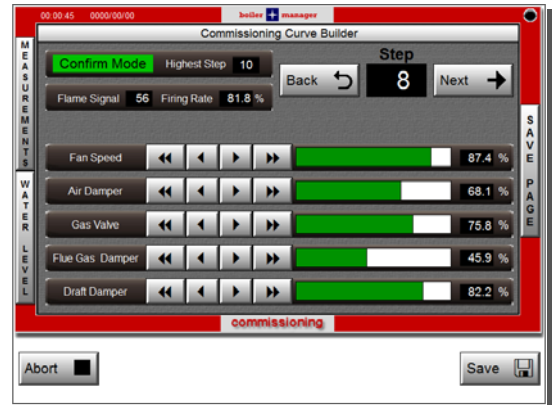 00:00:45 0000/00/00 boiler manager
Commissioning Curve Builder
MEASUREMENTS
WATER LEVEL
Confirm Mode Highest Step 10
Flame Signal 56 Firing Rate 81.8 %
Back
Step
8
Next
SAVE PAGE
Fan Speed 87.4 %
Air Damper 68.1 %
Gas Valve 75.8 %
Flue Gas Damper 45.9 %
Draft Damper 82.2 %
commissioning
Abort Save